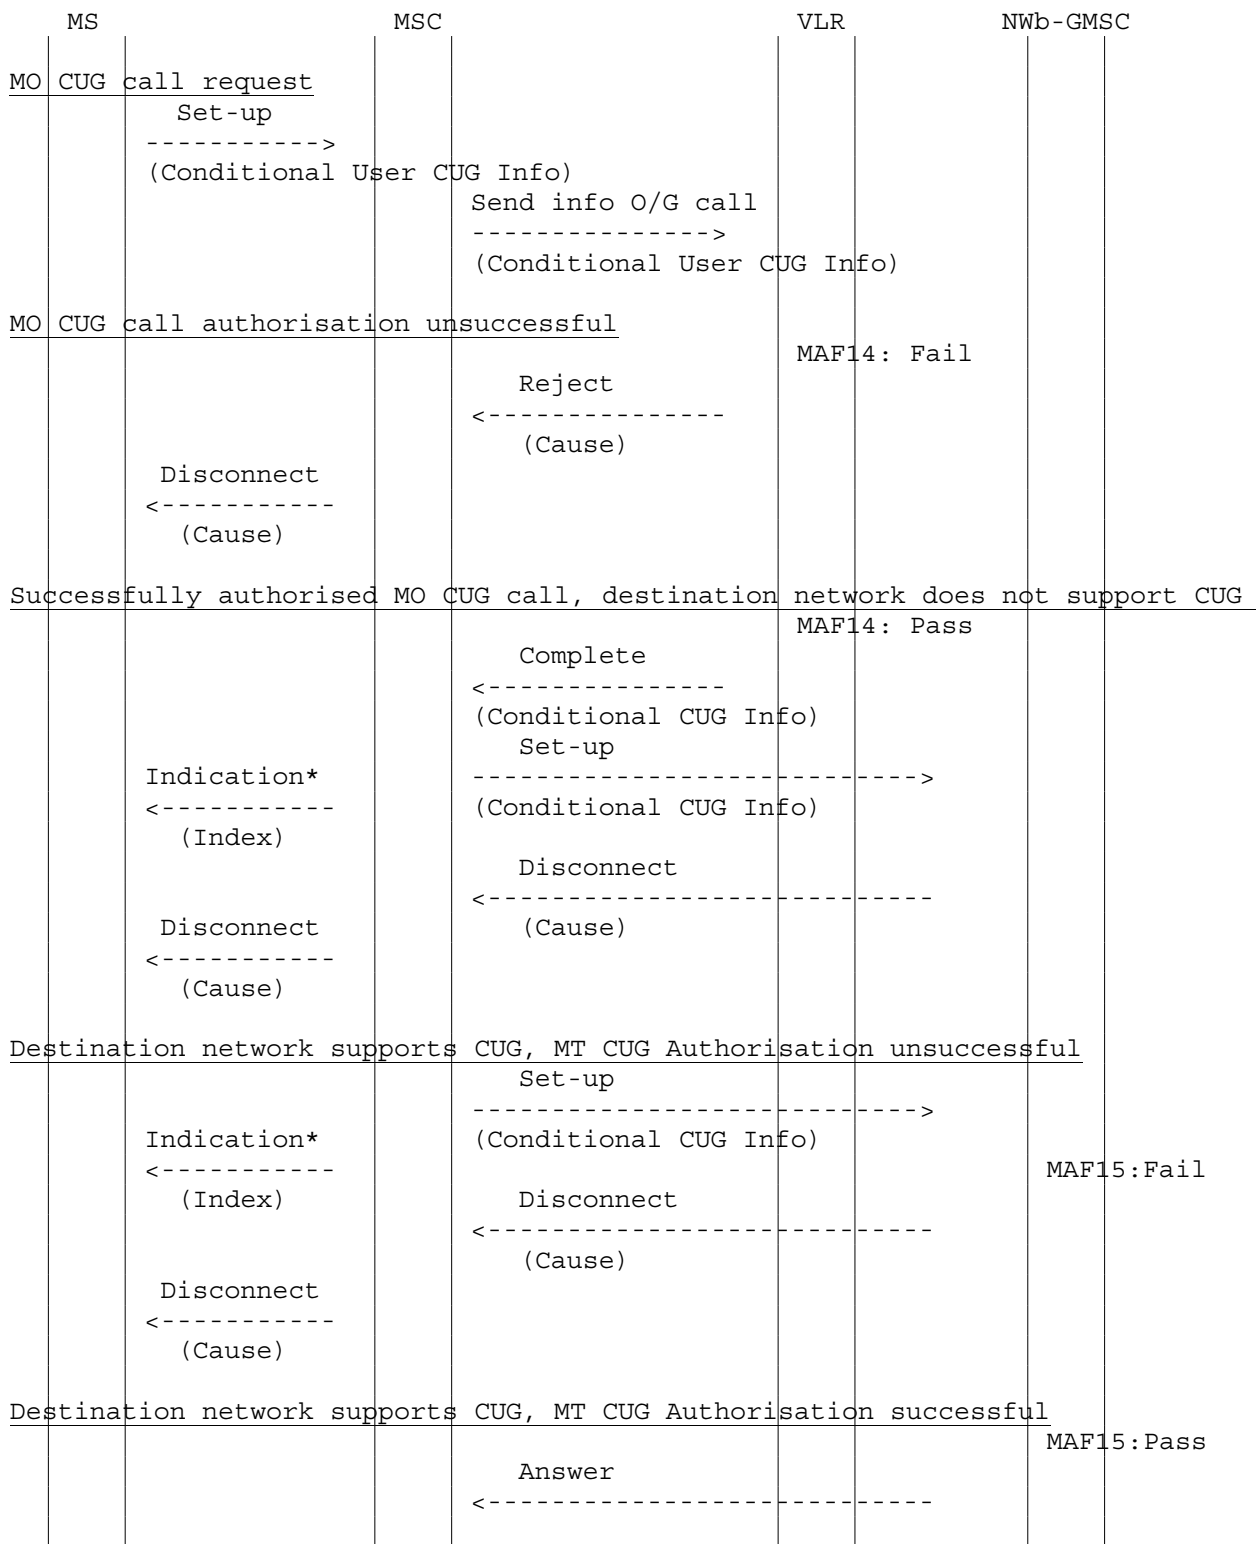 MS MSC VLR NWb-GMSC
MO CUG call request
Set-up
----------->
(Conditional User CUG Info)
Send info O/G call
--------------->
(Conditional User CUG Info)
MO CUG call authorisation unsuccessful
MAF14: Fail
Reject
<---------------
(Cause)
Disconnect
<-----------
(Cause)
Successfully authorised MO CUG call, destination network does not support CUG
MAF14: Pass
Complete
<---------------
(Conditional CUG Info)
Set-up
Indication* ---------------------------->
<----------- (Conditional CUG Info)
(Index)
Disconnect
<----------------------------
Disconnect (Cause)
<-----------
(Cause)
Destination network supports CUG, MT CUG Authorisation unsuccessful
Set-up
---------------------------->
Indication* (Conditional CUG Info)
<----------- MAF15:Fail
(Index) Disconnect
<----------------------------
(Cause)
Disconnect
<-----------
(Cause)
Destination network supports CUG, MT CUG Authorisation successful
MAF15:Pass
Answer
<----------------------------